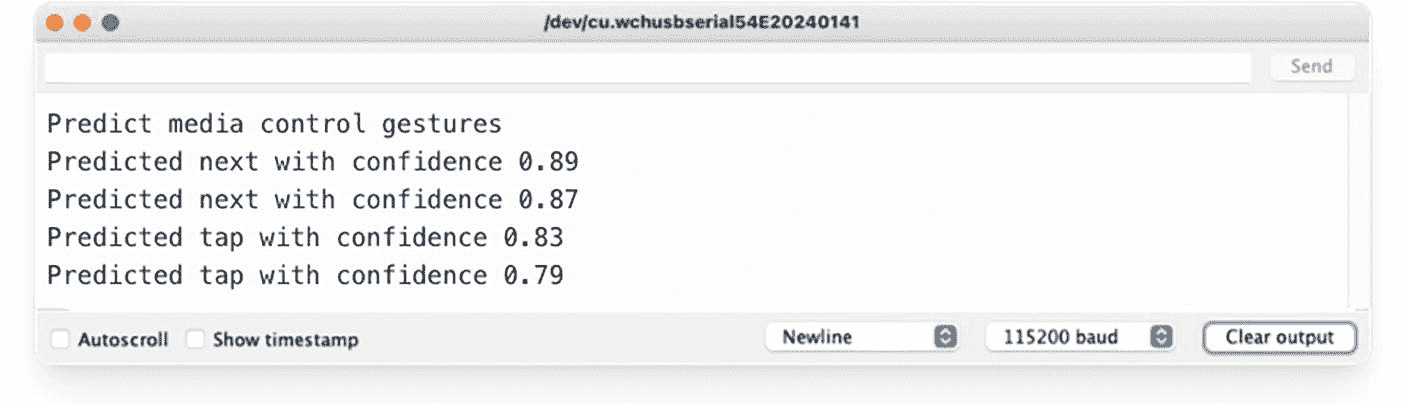 /dev/cu.wchusbserial54E20240141
Send
Predict media control gestures
Predicted next with confidence 0.89
Predicted next with confidence 0.87
Predicted tap with confidence 0.83
Predicted tap with confidence 0.79
Autoscroll Show timestamp Newline 115200 baud Clear output